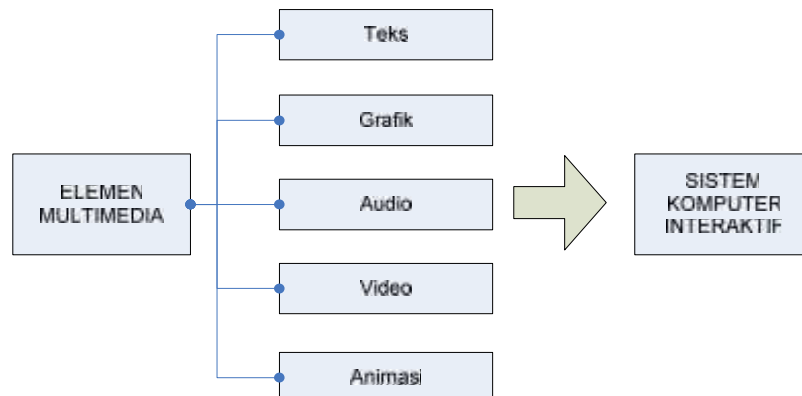 Teks
Grafik
ELEMEN
MULTIMEDIA
Audio
SISTEM
KOMPUTER
INTERAKTIF
Video
Animasi